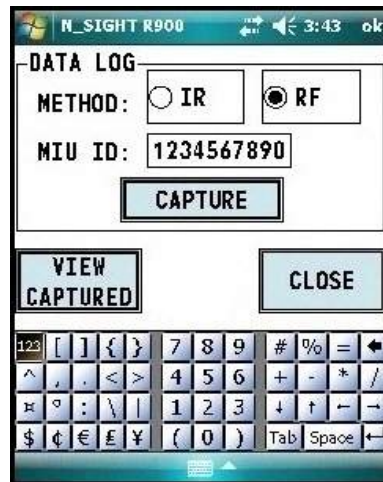 N_SIGHT R900 3:43 ok
DATA LOG
METHOD: IR RF
MIU ID: 1234567890
CAPTURE
VIEW CAPTURED
CLOSE
123 [ ] { } 7 8 9 # % =
^ , . < > 4 5 6 + - * /
¤ º : \ | 1 2 3 ↓ ↑ ← →
$ ¢ € £ ¥ ( 0 ) Tab Space